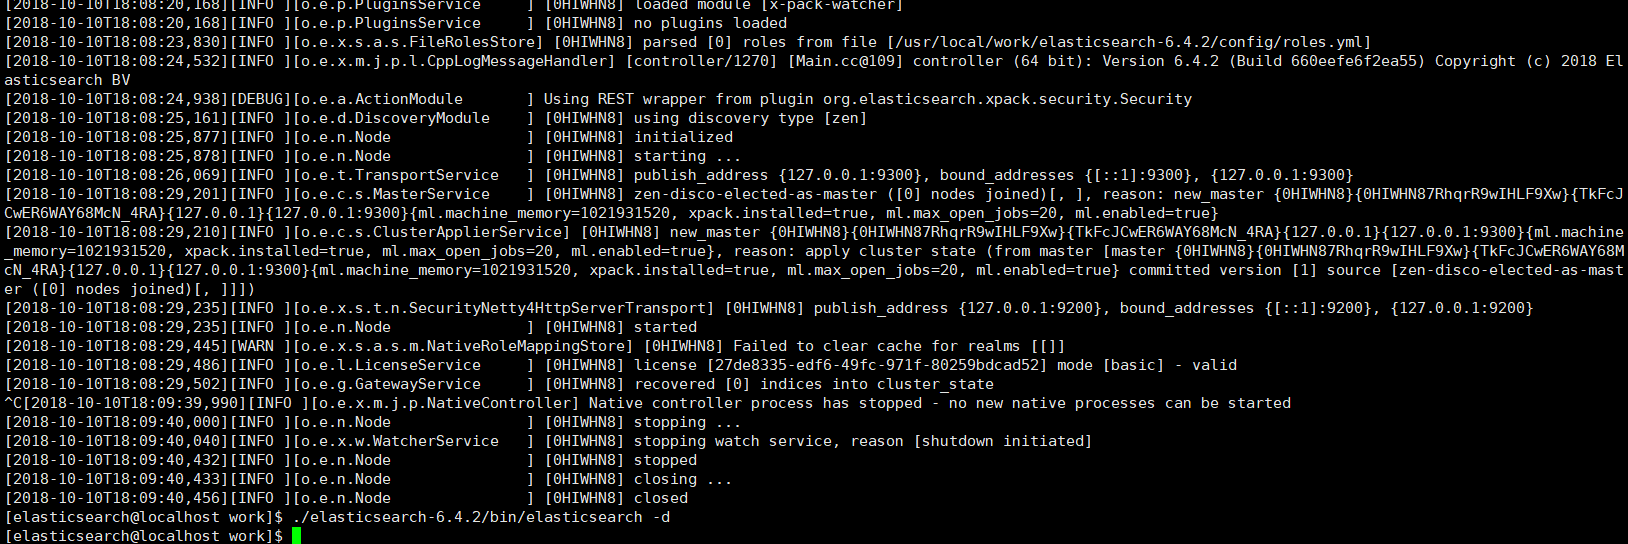 [2018-10-10T18:08:20,168][INFO ][o.e.p.PluginsService     ] [0HIWHN8] loaded module [x-pack-watcher]
[2018-10-10T18:08:20,168][INFO ][o.e.p.PluginsService     ] [0HIWHN8] no plugins loaded
[2018-10-10T18:08:23,830][INFO ][o.e.x.s.a.s.FileRolesStore] [0HIWHN8] parsed [0] roles from file [/usr/local/work/elasticsearch-6.4.2/config/roles.yml]
[2018-10-10T18:08:24,532][INFO ][o.e.x.m.j.p.l.CppLogMessageHandler] [controller/1270] [Main.cc@109] controller (64 bit): Version 6.4.2 (Build 660eefe6f2ea55) Copyright (c) 2018 El
asticsearch BV
[2018-10-10T18:08:24,938][DEBUG][o.e.a.ActionModule       ] Using REST wrapper from plugin org.elasticsearch.xpack.security.Security
[2018-10-10T18:08:25,161][INFO ][o.e.d.DiscoveryModule    ] [0HIWHN8] using discovery type [zen]
[2018-10-10T18:08:25,877][INFO ][o.e.n.Node               ] [0HIWHN8] initialized
[2018-10-10T18:08:25,878][INFO ][o.e.n.Node               ] [0HIWHN8] starting ...
[2018-10-10T18:08:26,069][INFO ][o.e.t.TransportService   ] [0HIWHN8] publish_address {127.0.0.1:9300}, bound_addresses {[::1]:9300}, {127.0.0.1:9300}
[2018-10-10T18:08:29,201][INFO ][o.e.c.s.MasterService    ] [0HIWHN8] zen-disco-elected-as-master ([0] nodes joined)[, ], reason: new_master {0HIWHN8}{0HIWHN87RhqrR9wIHLF9Xw}{TkFcJ
CwER6WAY68McN_4RA}{127.0.0.1}{127.0.0.1:9300}{ml.machine_memory=1021931520, xpack.installed=true, ml.max_open_jobs=20, ml.enabled=true}
[2018-10-10T18:08:29,210][INFO ][o.e.c.s.ClusterApplierService] [0HIWHN8] new_master {0HIWHN8}{0HIWHN87RhqrR9wIHLF9Xw}{TkFcJCwER6WAY68McN_4RA}{127.0.0.1}{127.0.0.1:9300}{ml.machine
_memory=1021931520, xpack.installed=true, ml.max_open_jobs=20, ml.enabled=true}, reason: apply cluster state (from master [master {0HIWHN8}{0HIWHN87RhqrR9wIHLF9Xw}{TkFcJCwER6WAY68M
cN_4RA}{127.0.0.1}{127.0.0.1:9300}{ml.machine_memory=1021931520, xpack.installed=true, ml.max_open_jobs=20, ml.enabled=true} committed version [1] source [zen-disco-elected-as-mast
er ([0] nodes joined)[, ]]])
[2018-10-10T18:08:29,235][INFO ][o.e.x.s.t.n.SecurityNetty4HttpServerTransport] [0HIWHN8] publish_address {127.0.0.1:9200}, bound_addresses {[::1]:9200}, {127.0.0.1:9200}
[2018-10-10T18:08:29,235][INFO ][o.e.n.Node               ] [0HIWHN8] started
[2018-10-10T18:08:29,445][WARN ][o.e.x.s.a.s.m.NativeRoleMappingStore] [0HIWHN8] Failed to clear cache for realms [[]]
[2018-10-10T18:08:29,486][INFO ][o.e.l.LicenseService     ] [0HIWHN8] license [27de8335-edf6-49fc-971f-80259bdcad52] mode [basic] - valid
[2018-10-10T18:08:29,502][INFO ][o.e.g.GatewayService     ] [0HIWHN8] recovered [0] indices into cluster_state
^C[2018-10-10T18:09:39,990][INFO ][o.e.x.m.j.p.NativeController] Native controller process has stopped - no new native processes can be started
[2018-10-10T18:09:40,000][INFO ][o.e.n.Node               ] [0HIWHN8] stopping ...
[2018-10-10T18:09:40,040][INFO ][o.e.x.w.WatcherService   ] [0HIWHN8] stopping watch service, reason [shutdown initiated]
[2018-10-10T18:09:40,432][INFO ][o.e.n.Node               ] [0HIWHN8] stopped
[2018-10-10T18:09:40,433][INFO ][o.e.n.Node               ] [0HIWHN8] closing ...
[2018-10-10T18:09:40,456][INFO ][o.e.n.Node               ] [0HIWHN8] closed
[elasticsearch@localhost work]$ ./elasticsearch-6.4.2/bin/elasticsearch -d
[elasticsearch@localhost work]$